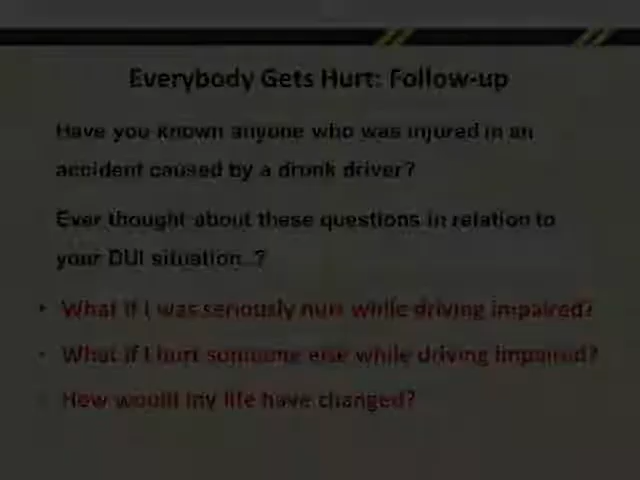 Everybody Gets Hurt: Follow-up
Have you known anyone who was injured in an
accident caused by a drunk driver?
Ever thought about these questions in relation to
your DUI situation..?
• What if I was seriously hurt while driving impaired?
• What if I hurt someone else while driving impaired?
• How would my life have changed?